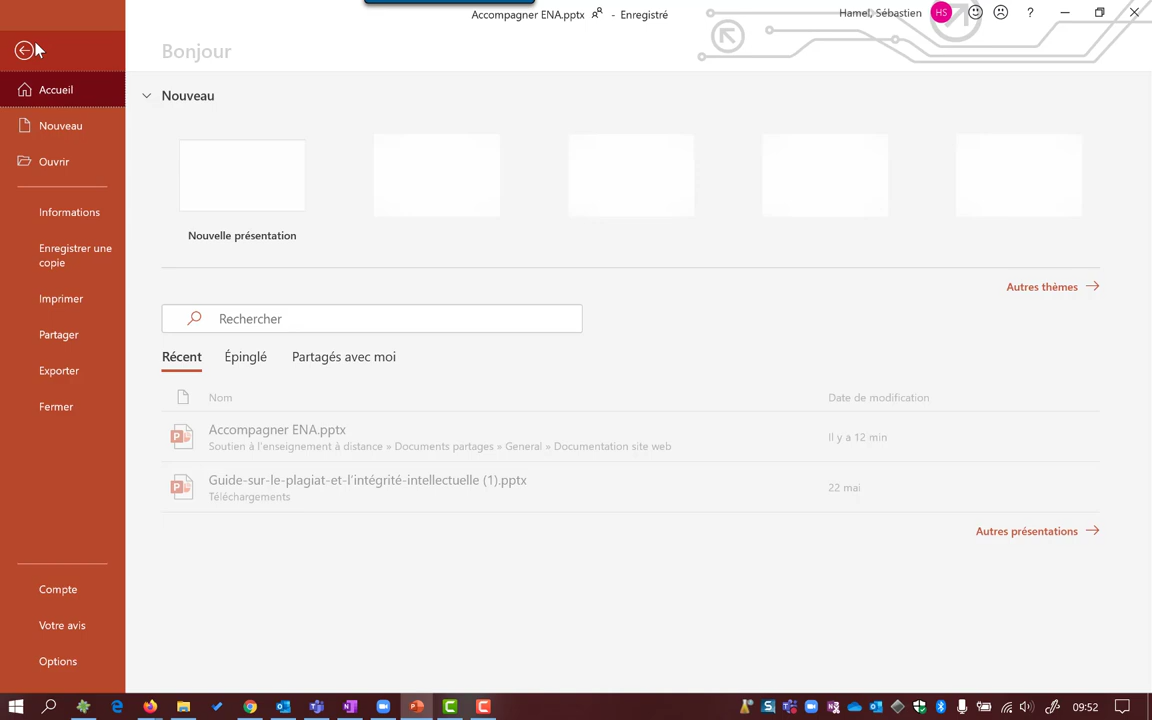 Accompagner ENA.pptx - Enregistré
Hamel, Sébastien HS ?
Bonjour
Accueil
Nouveau
Ouvrir
Informations
Enregistrer une
copie
Imprimer
Partager
Exporter
Fermer
Compte
Votre avis
Options
Nouveau
Nouvelle présentation
Autres thèmes
Rechercher
Récent Épinglé Partagés avec moi
Nom Date de modification
Accompagner ENA.pptx
Soutien à l'enseignement à distance » Documents partages » General » Documentation site web
Il y a 12 min
Guide-sur-le-plagiat-et-l'intégrité-intellectuelle (1).pptx
Téléchargements
22 mai
Autres présentations
09:52